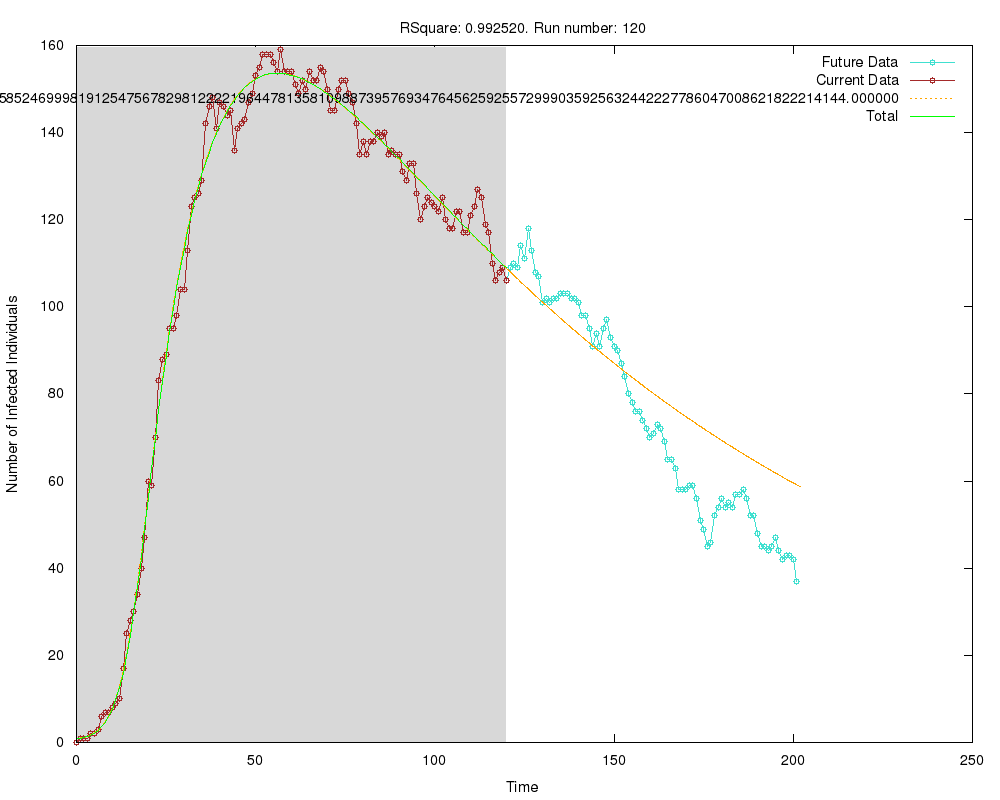 RSquare: 0.992520. Run number: 120
160
140
120
100
80
60
40
20
0
0 50 100 150 200 250
Number of Infected Individuals
Time
Future Data
Current Data
Total